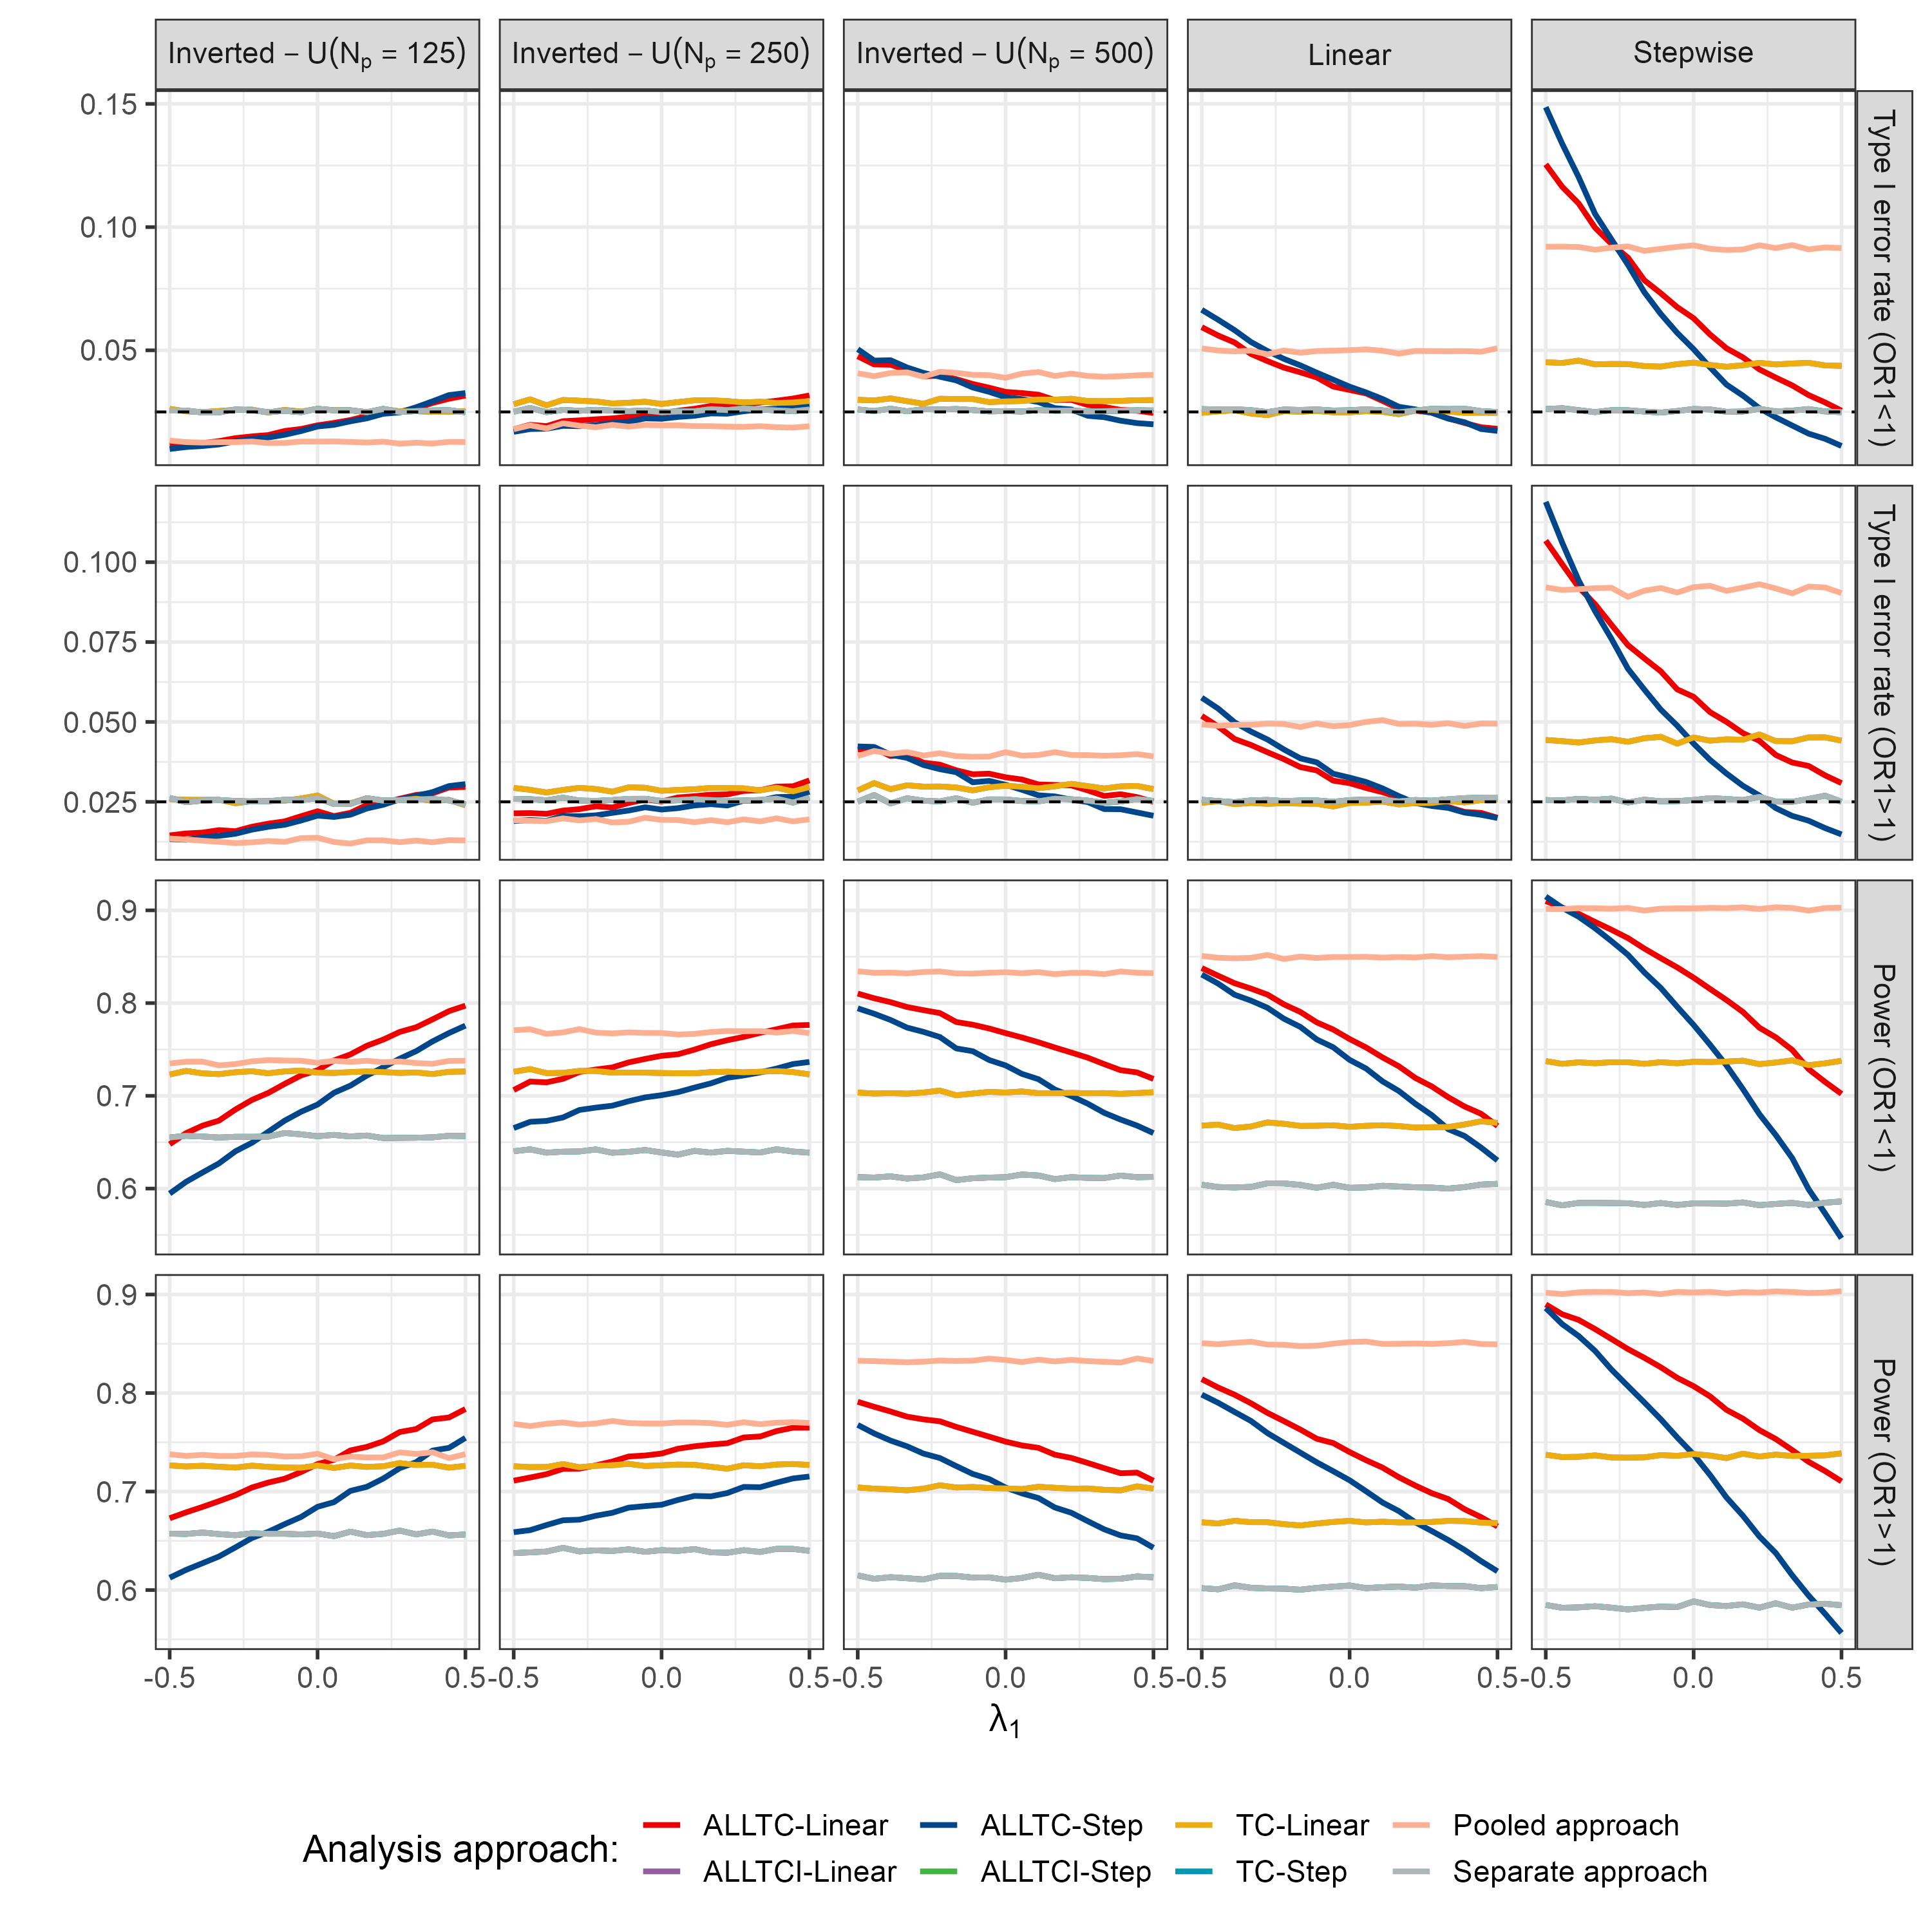 Inverted − U(Np = 125)
Inverted − U(Np = 250)
Inverted − U(Np = 500)
Linear
Stepwise
0.15
0.10
0.05
Type I error rate (OR1<1)
0.100
0.075
0.050
0.025
Type I error rate (OR1>1)
0.9
0.8
0.7
0.6
Power (OR1<1)
0.9
0.8
0.7
0.6
Power (OR1>1)
-0.5 0.0 0.5 -0.5 0.0 0.5 -0.5 0.0 0.5 -0.5 0.0 0.5 -0.5 0.0 0.5
λ1
Analysis approach:
ALLTC-Linear ALLTC-Step TC-Linear Pooled approach
ALLTCI-Linear ALLTCI-Step TC-Step Separate approach